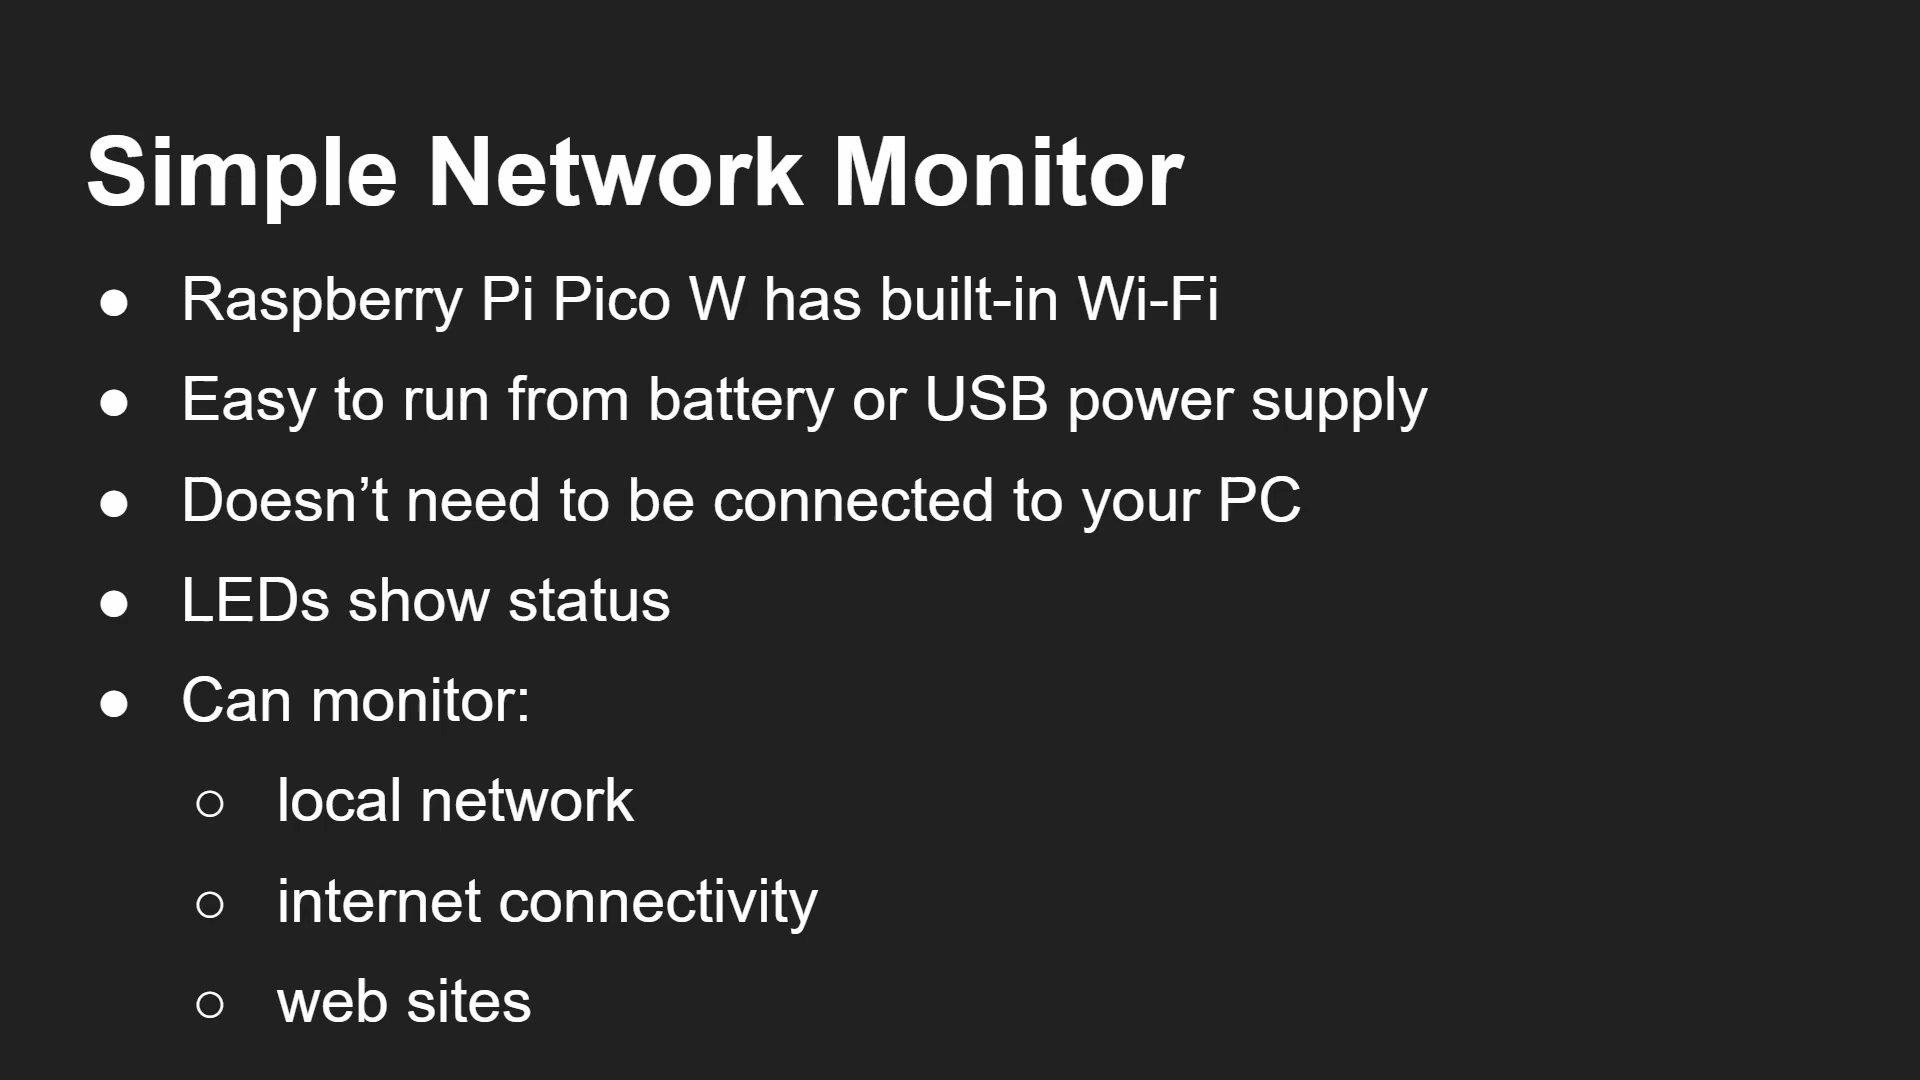 Simple Network Monitor
● Raspberry Pi Pico W has built-in Wi-Fi
● Easy to run from battery or USB power supply
● Doesn’t need to be connected to your PC
● LEDs show status
● Can monitor:
○ local network
○ internet connectivity
○ web sites